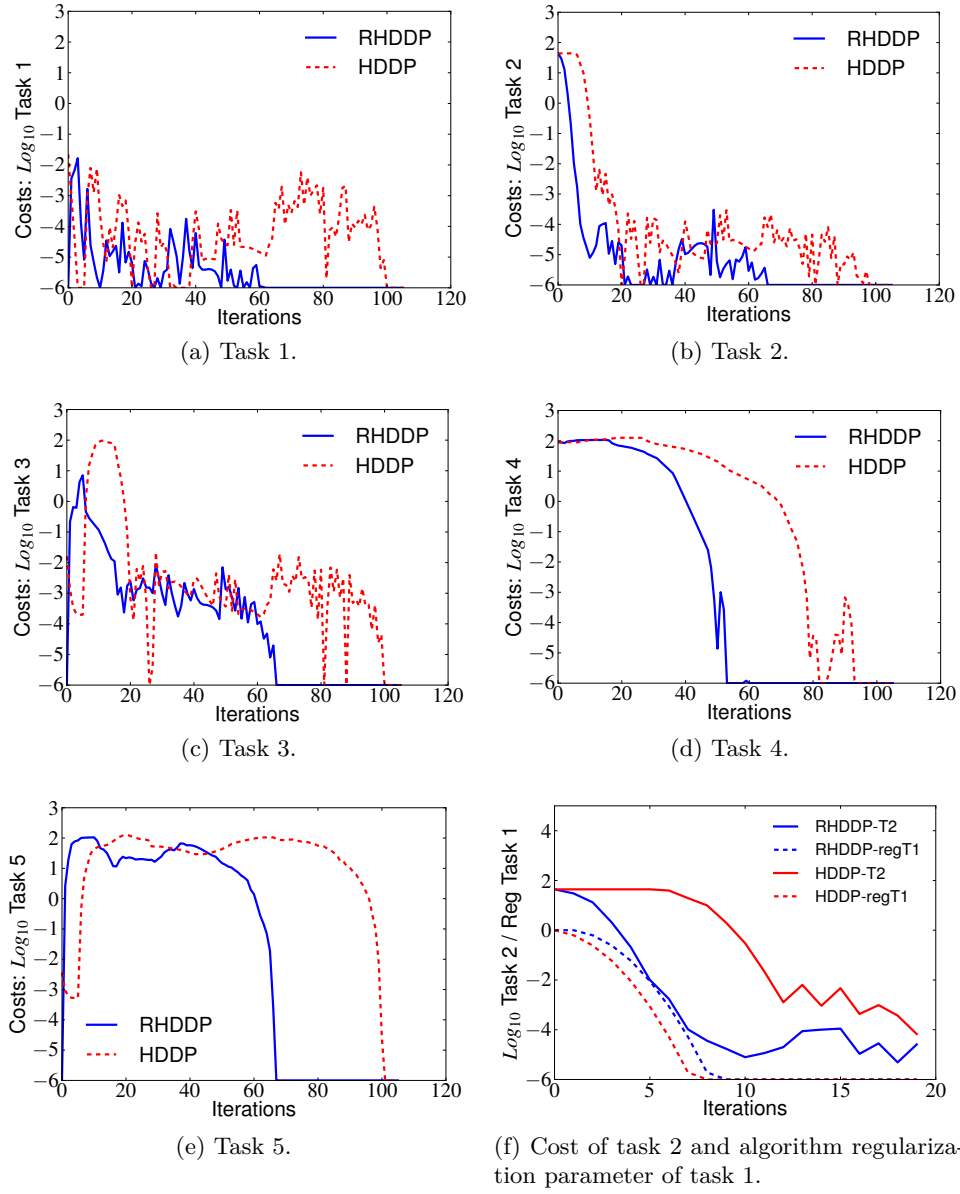 3
2
1
0
−1
−2
−3
−4
−5
−6
0 20 40 60 80 100 120
Costs: Log10 Task 1
Iterations
RHDDP
HDDP
(a) Task 1.
3
2
1
0
−1
−2
−3
−4
−5
−6
0 20 40 60 80 100 120
Costs: Log10 Task 2
Iterations
RHDDP
HDDP
(b) Task 2.
3
2
1
0
−1
−2
−3
−4
−5
−6
0 20 40 60 80 100 120
Costs: Log10 Task 3
Iterations
RHDDP
HDDP
(c) Task 3.
3
2
1
0
−1
−2
−3
−4
−5
−6
0 20 40 60 80 100 120
Costs: Log10 Task 4
Iterations
RHDDP
HDDP
(d) Task 4.
3
2
1
0
−1
−2
−3
−4
−5
−6
0 20 40 60 80 100 120
Costs: Log10 Task 5
Iterations
RHDDP
HDDP
(e) Task 5.
4
2
0
−2
−4
−6
0 5 10 15 20
Log10 Task 2 / Reg Task 1
Iterations
RHDDP-T2
RHDDP-regT1
HDDP-T2
HDDP-regT1
(f) Cost of task 2 and algorithm regulariza-
tion parameter of task 1.